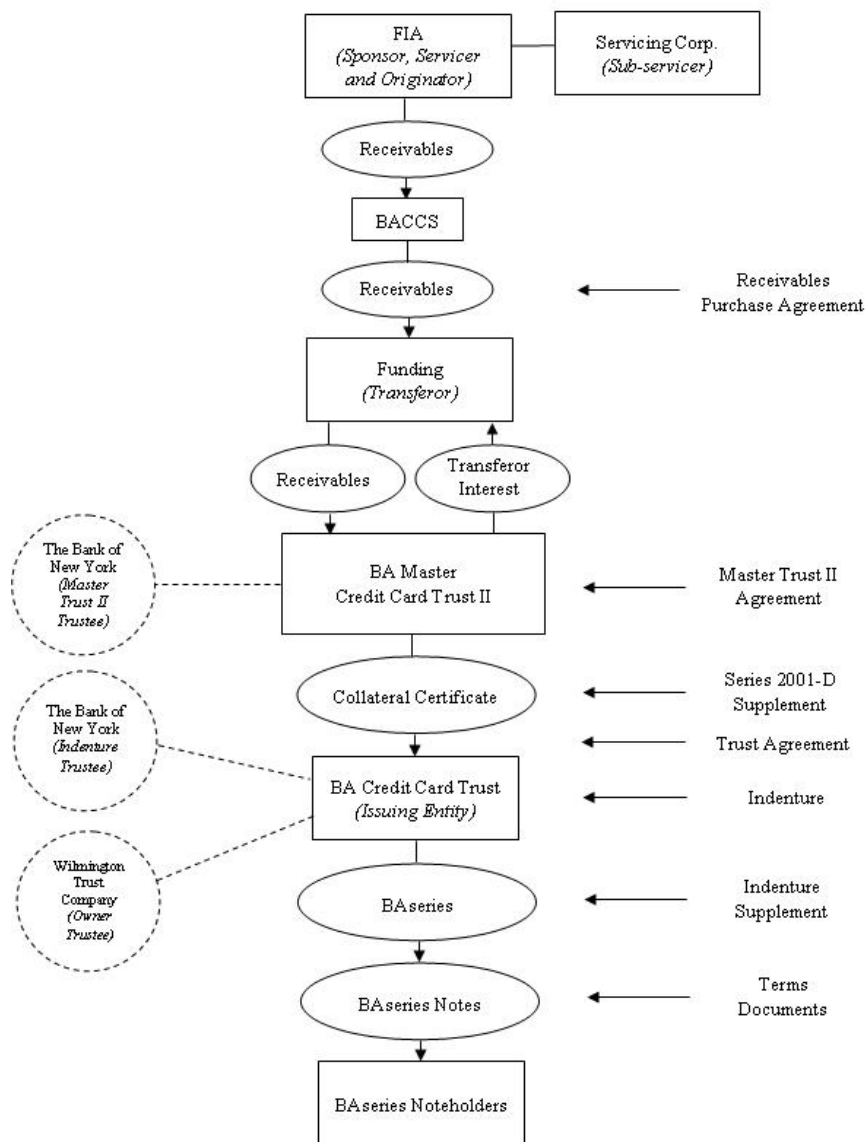 FIA
(Sponsor, Servicer
and Originator)
Servicing Corp.
(Sub-servicer)
Receivables
BACCS
Receivables
Receivables
Purchase Agreement
Funding
(Transferor)
Receivables
Transferor
Interest
The Bank of
New York
(Master
Trust II
Trustee)
BA Master
Credit Card Trust II
Master Trust II
Agreement
Collateral Certificate
Series 2001-D
Supplement
The Bank of
New York
(Indenture
Trustee)
Trust Agreement
BA Credit Card Trust
(Issuing Entity)
Indenture
Wilmington
Trust
Company
(Owner
Trustee)
BAseries
Indenture
Supplement
BAseries Notes
Terms
Documents
BAseries Noteholders